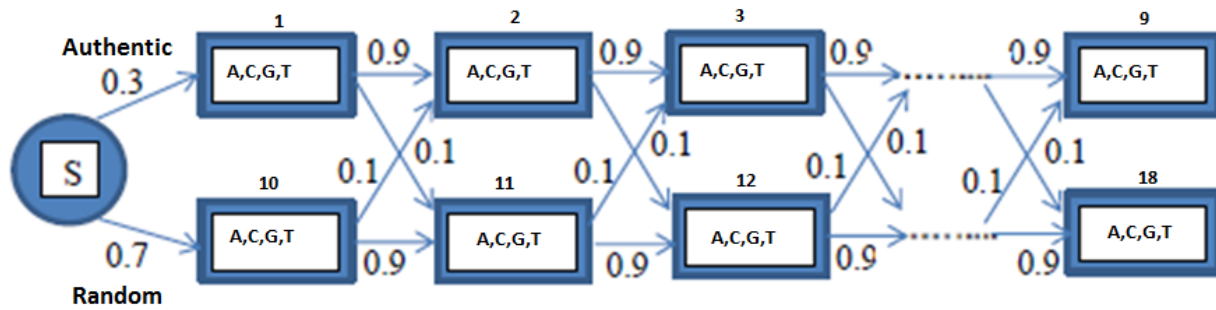 1 2 3 9
Authentic
0.3 0.9 0.9 0.9 0.9
A,C,G,T A,C,G,T A,C,G,T A,C,G,T
S
0.1 0.1 0.1 0.1 0.1 0.1 0.1 0.1
10 11 12 18
A,C,G,T A,C,G,T A,C,G,T A,C,G,T
0.7 0.9 0.9 0.9 0.9
Random